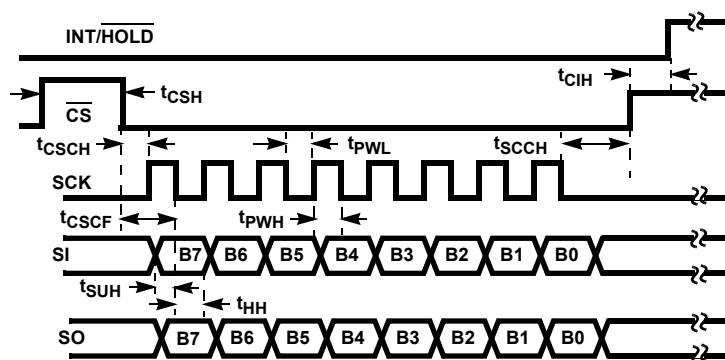 INT/HOLD
tCIH
CS
tCSH
tCSCH
tPWL
tSCCH
SCK
tCSCF
tPWH
SI B7 B6 B5 B4 B3 B2 B1 B0
tSUH
tHH
SO B7 B6 B5 B4 B3 B2 B1 B0